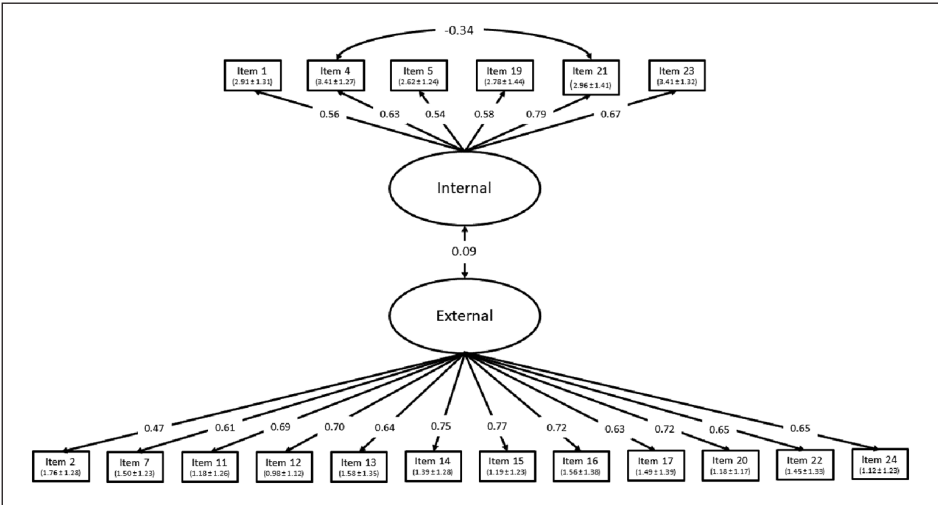 -0.34
Item 1 Item 4 Item 5 Item 19 Item 21 Item 23
(2.91±1.31) (3.41±1.27) (2.62±1.24) (2.78±1.44) (2.96±1.41) (3.41±1.32)
0.56 0.63 0.54 0.58 0.79 0.67
Internal
0.09
External
0.47 0.61 0.69 0.70 0.64 0.75 0.77 0.72 0.63 0.72 0.65 0.65
Item 2 Item 7 Item 11 Item 12 Item 13 Item 14 Item 15 Item 16 Item 17 Item 20 Item 22 Item 24
(1.76±1.28) (1.50±1.23) (1.18±1.26) (0.98±1.12) (1.58±1.35) (1.39±1.28) (1.19±1.23) (1.56±1.38) (1.49±1.39) (1.18±1.17) (1.45±1.33) (1.12±1.23)